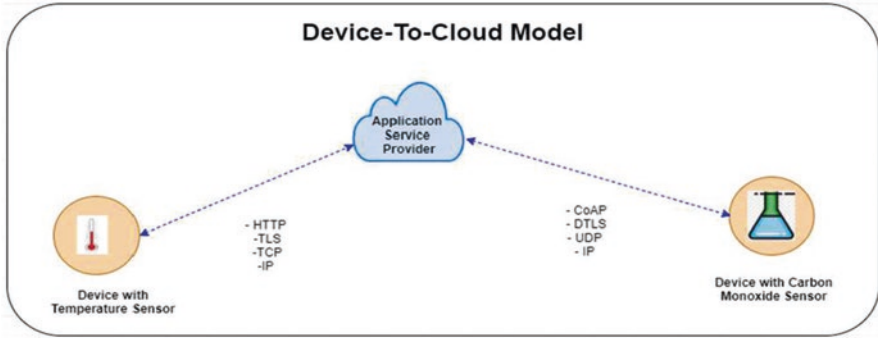 Device-To-Cloud Model
Application
Service
Provider
- HTTP
-TLS
-TCP
-IP
- CoAP
- DTLS
- UDP
- IP
Device with
Temperature Sensor
Device with Carbon
Monoxide Sensor